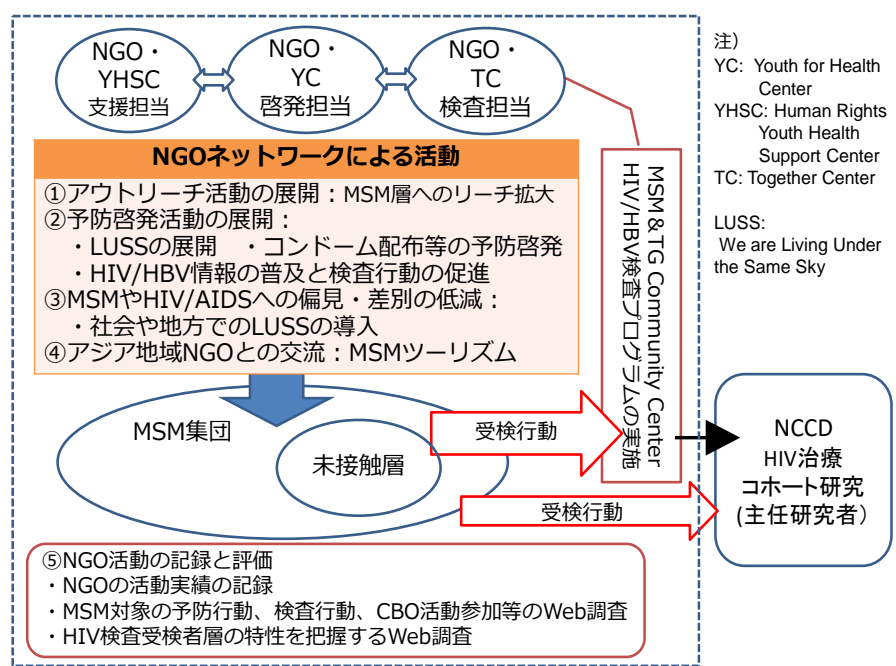 NGO・
YHSC
支援担当
NGO・
YC
啓発担当
NGO・
TC
検査担当
注）
YC: Youth for Health
Center
YHSC: Human Rights
Youth Health
Support Center
TC: Together Center
LUSS:
We are Living Under
the Same Sky
NGOネットワークによる活動
①アウトリーチ活動の展開：MSM層へのリーチ拡大
②予防啓発活動の展開：
・LUSSの展開　・コンドーム配布等の予防啓発
・HIV/HBV情報の普及と検査行動の促進
③MSMやHIV/AIDSへの偏見・差別の低減：
・社会や地方でのLUSSの導入
④アジア地域NGOとの交流：MSMツーリズム
MSM＆TG Community Center
HIV/HBV検査プログラムの実施
MSM集団
未接触層
受検行動
受検行動
NCCD
HIV治療
コホート研究
(主任研究者）
⑤NGO活動の記録と評価
・NGOの活動実績の記録
・MSM対象の予防行動、検査行動、CBO活動参加等のWeb調査
・HIV検査受検者層の特性を把握するWeb調査